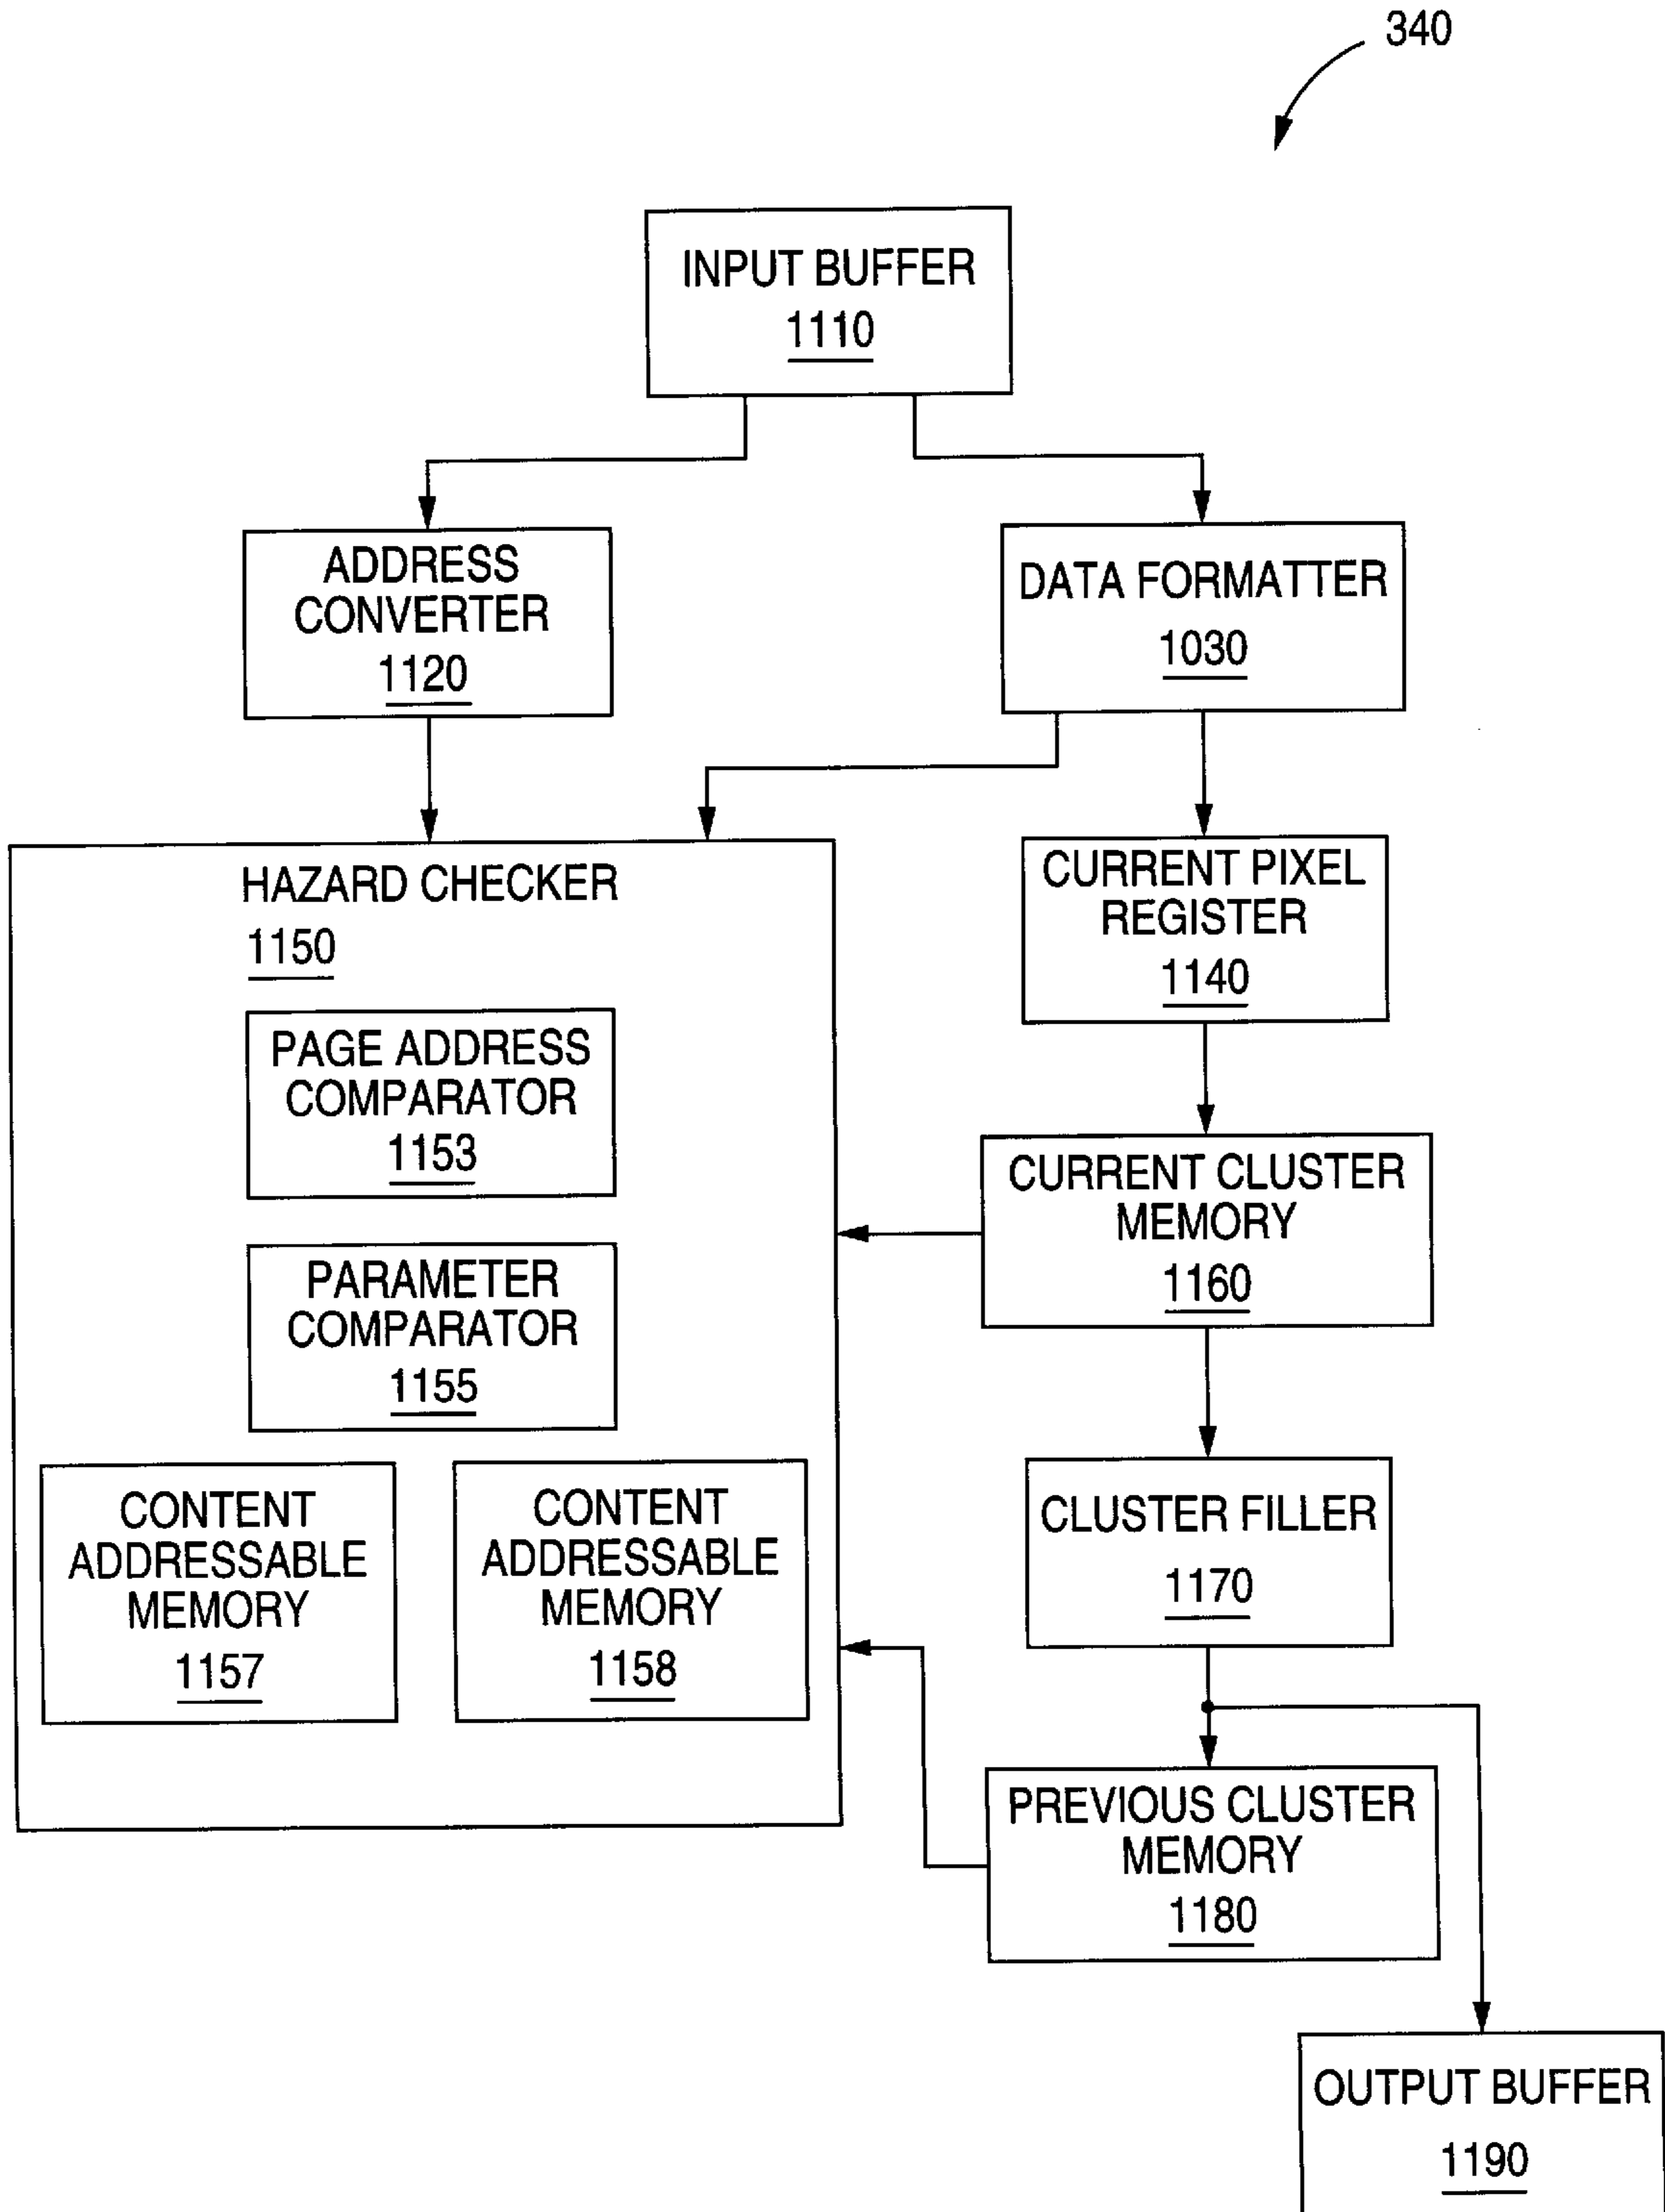 340
INPUT BUFFER
1110
ADDRESS
CONVERTER
1120
DATA FORMATTER
1030
HAZARD CHECKER
1150
CURRENT PIXEL
REGISTER
1140
PAGE ADDRESS
COMPARATOR
1153
CURRENT CLUSTER
MEMORY
1160
PARAMETER
COMPARATOR
1155
CONTENT
ADDRESSABLE
MEMORY
1157
CONTENT
ADDRESSABLE
MEMORY
1158
CLUSTER FILLER
1170
PREVIOUS CLUSTER
MEMORY
1180
OUTPUT BUFFER
1190